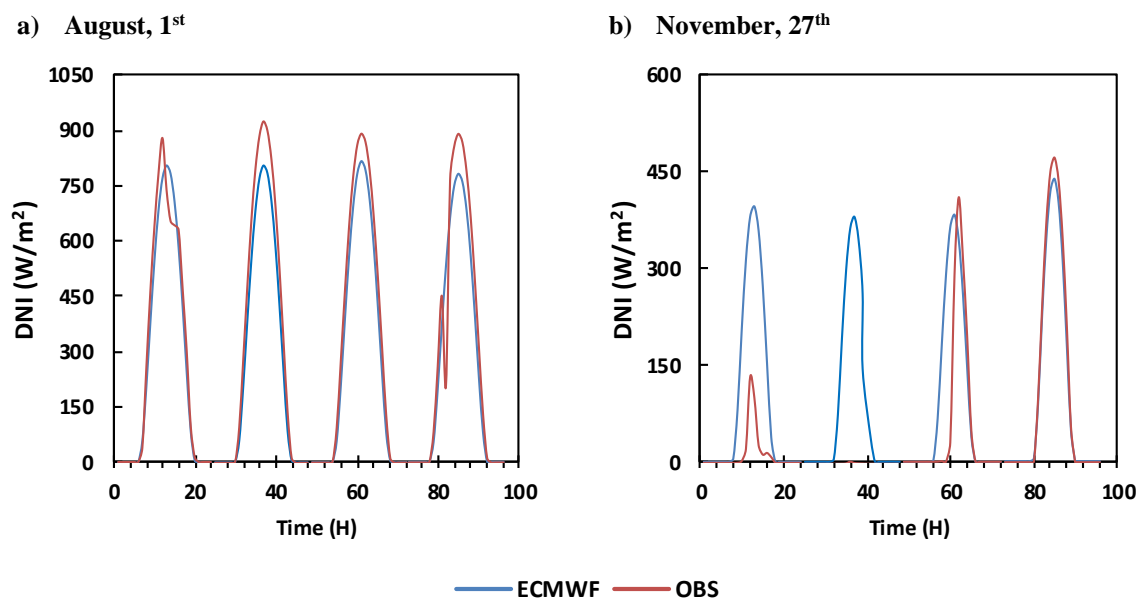 a) August, 1st
b) November, 27th
1050
900
750
600
450
300
150
0
DNI (W/m2)
0 20 40 60 80 100
Time (H)
600
450
300
150
0
DNI (W/m2)
0 20 40 60 80 100
Time (H)
ECMWF OBS